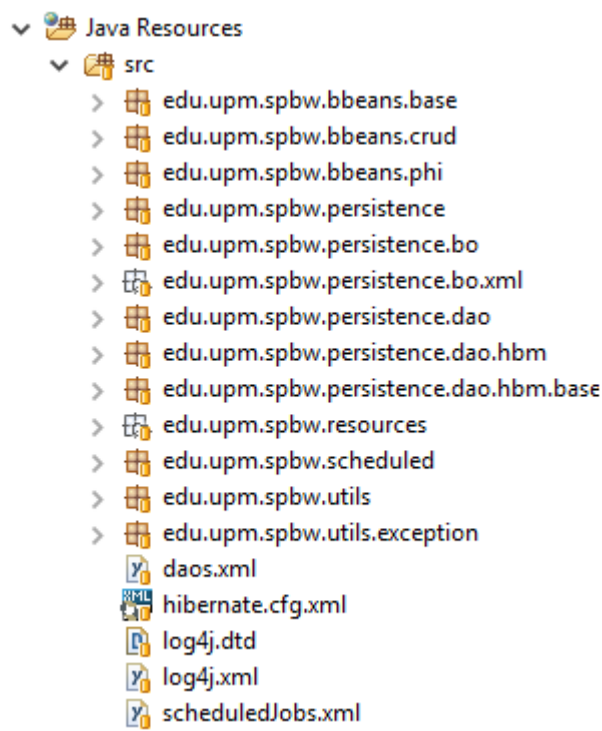 Java Resources
src
edu.upm.spbw.bbeans.base
edu.upm.spbw.bbeans.crud
edu.upm.spbw.bbeans.phi
edu.upm.spbw.persistence
edu.upm.spbw.persistence.bo
edu.upm.spbw.persistence.bo.xml
edu.upm.spbw.persistence.dao
edu.upm.spbw.persistence.dao.hbm
edu.upm.spbw.persistence.dao.hbm.base
edu.upm.spbw.resources
edu.upm.spbw.scheduled
edu.upm.spbw.utils
edu.upm.spbw.utils.exception
daos.xml
hibernate.cfg.xml
log4j.dtd
log4j.xml
scheduledJobs.xml